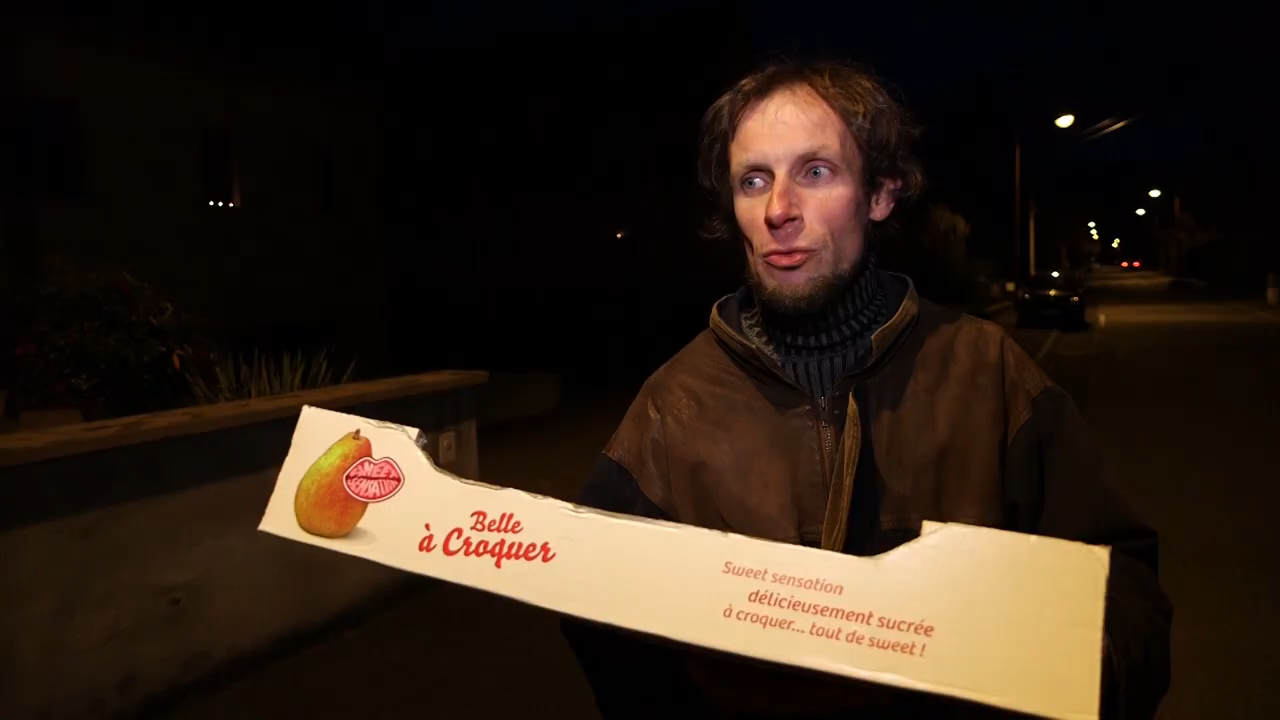 SWEET
SENSATION
Belle
à Croquer
Sweet sensation
délicieusement sucrée
à croquer... tout de sweet !